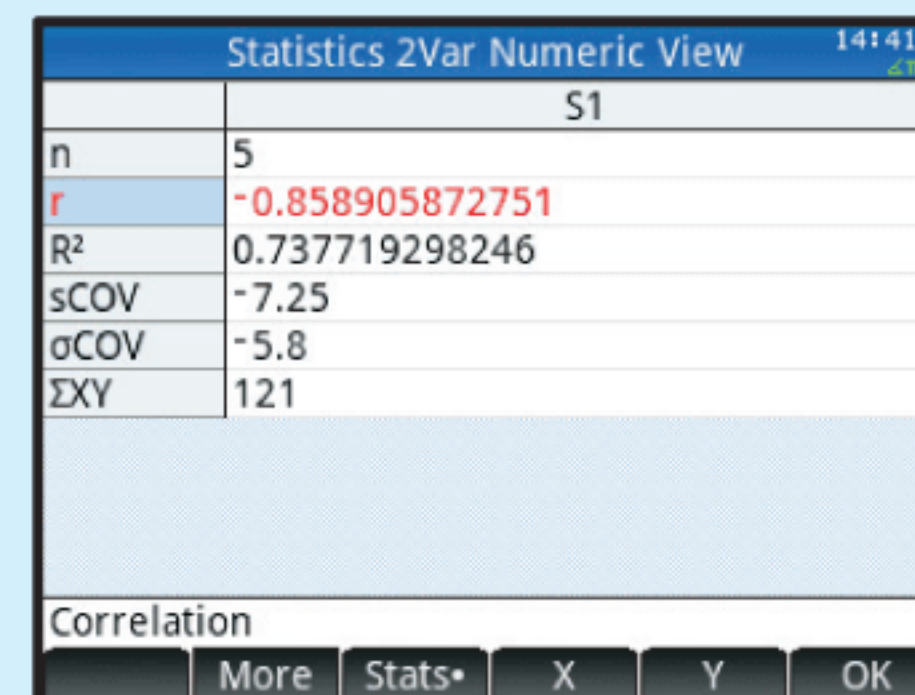 Statistics 2Var Numeric View 14:41
∡π
S1
n 5
r -0.858905872751
R² 0.737719298246
sCOV -7.25
σCOV -5.8
ΣXY 121
Correlation
More Stats• X Y OK